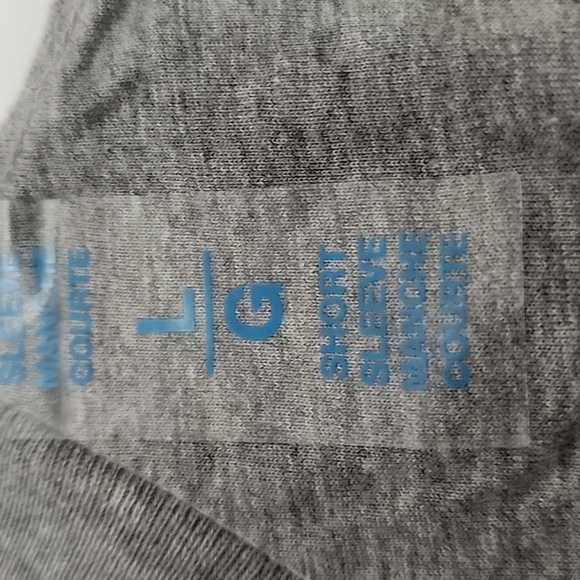 SLEEVE
MANCHE
COURTE
L
G
SHORT
SLEEVE
MANCHE
COURTE